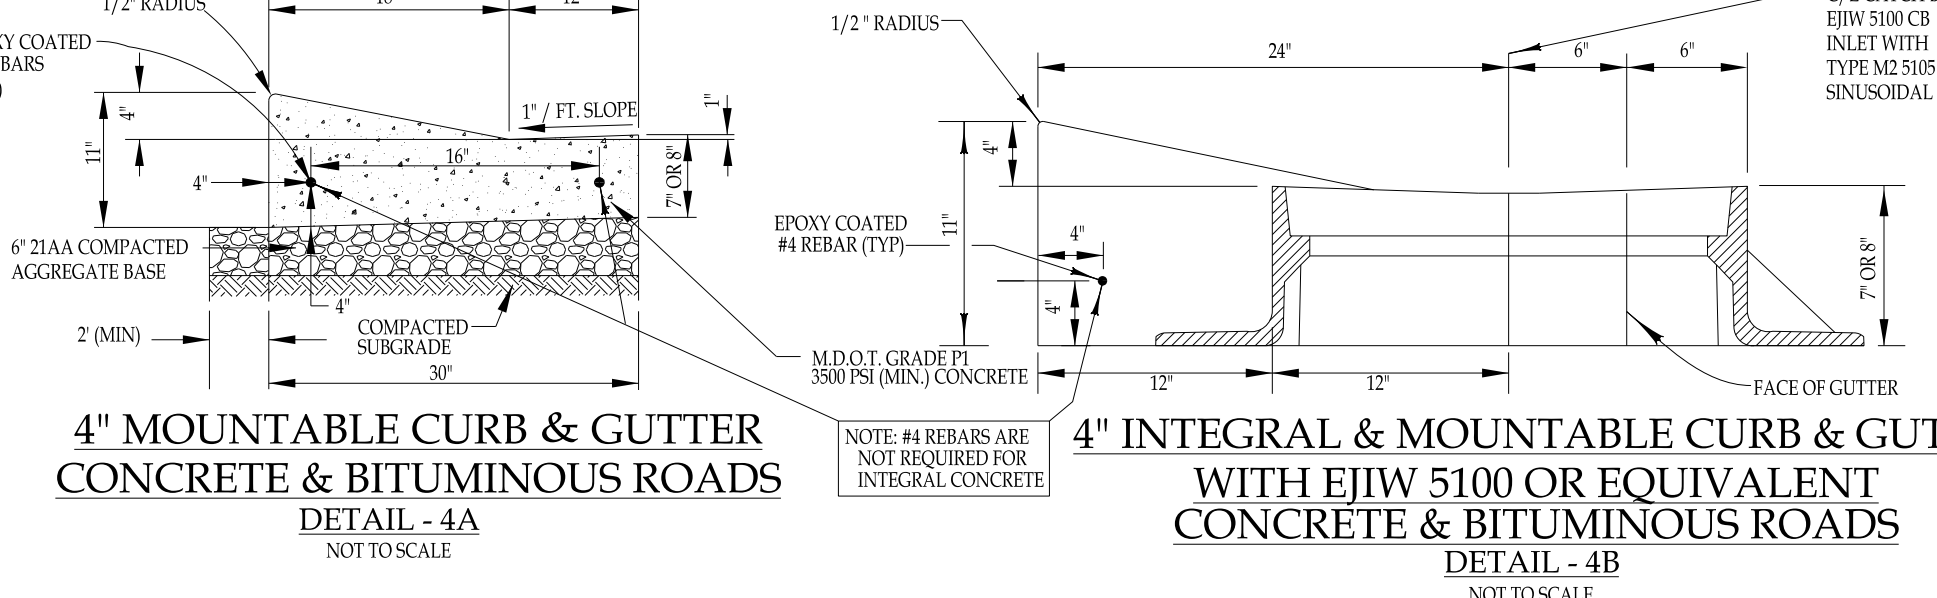 1/2" RADIUS
COATED
BARS
4"
11"
1" / FT. SLOPE
1"
16"
4"
7" OR 8"
6" 21AA COMPACTED
AGGREGATE BASE
4"
COMPACTED
SUBGRADE
2' (MIN)
30"
M.D.O.T. GRADE P1
3500 PSI (MIN.) CONCRETE
4" MOUNTABLE CURB & GUTTER
CONCRETE & BITUMINOUS ROADS
DETAIL - 4A
NOT TO SCALE
NOTE: #4 REBARS ARE
NOT REQUIRED FOR
INTEGRAL CONCRETE
1/2 " RADIUS
24"
6"
6"
EJIW 5100 CB
INLET WITH
TYPE M2 5105
SINUSOIDAL
4"
11"
EPOXY COATED
#4 REBAR (TYP)
4"
4"
7" OR 8"
12"
12"
FACE OF GUTTER
4" INTEGRAL & MOUNTABLE CURB &
WITH EJIW 5100 OR EQUIVALENT
CONCRETE & BITUMINOUS ROADS
DETAIL - 4B
NOT TO SCALE